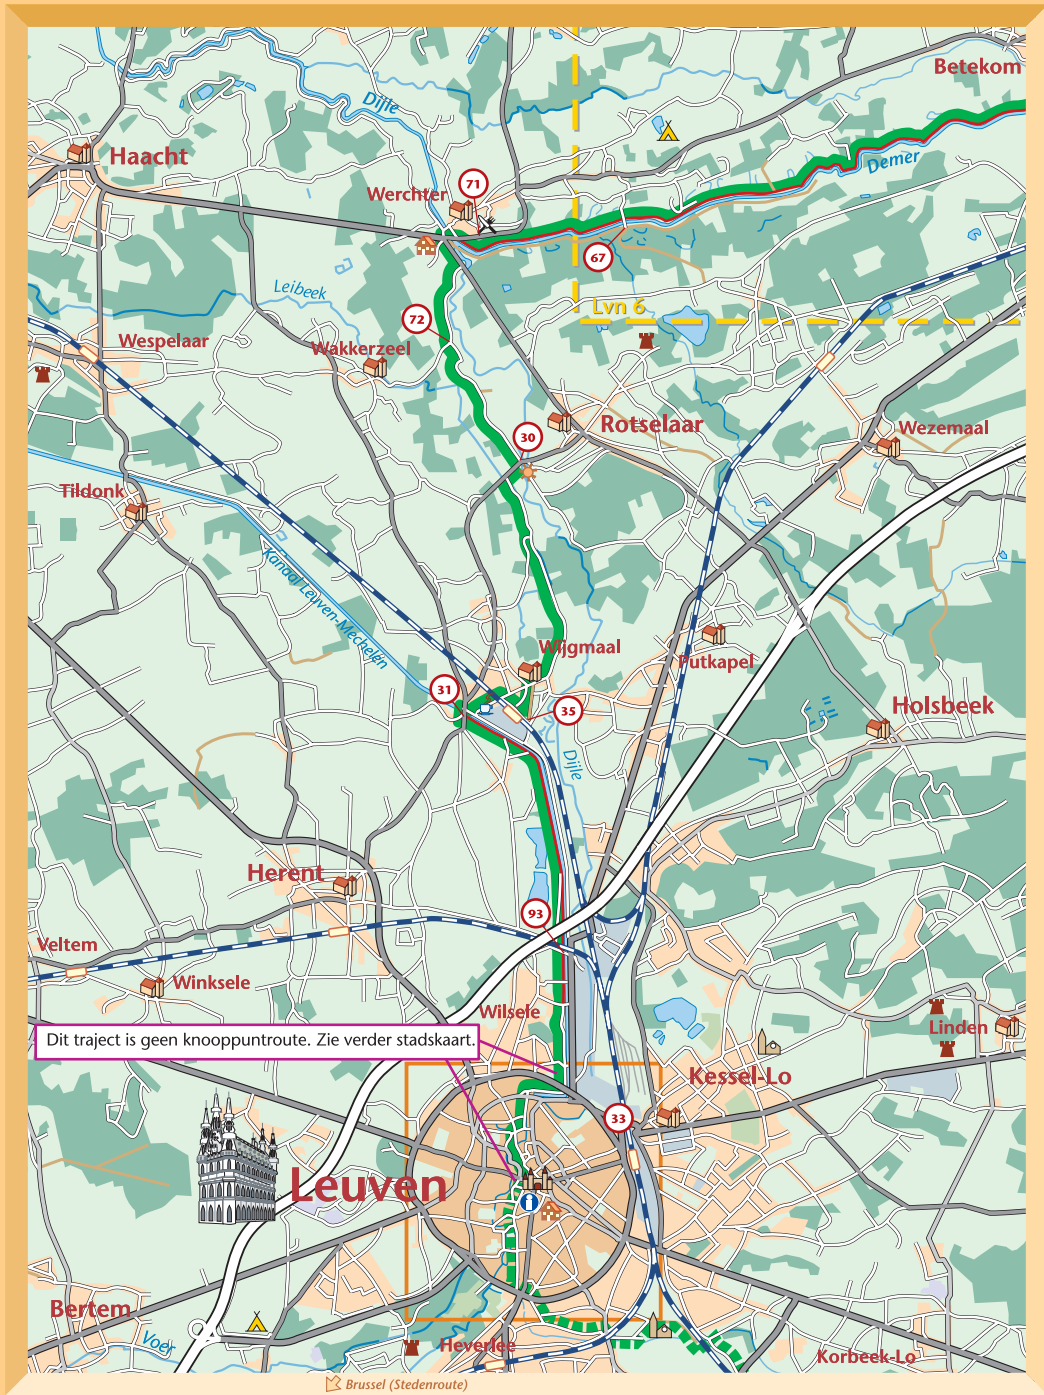 Betekom
Dijle
Haacht
Demer
71
Werchter
67
Leibeek
Lvn 6
72
Wespelaar
Wakkerzeel
Rotselaar
Wezemaal
30
Tildonk
Kanaal Leuven-Mechelen
Wijgmaal
Putkapel
31
35
Holsbeek
Dijle
Herent
93
Veltem
Winksele
Wilsele
Linden
Dit traject is geen knooppuntroute. Zie verder stadskaart.
Kessel-Lo
33
Leuven
i
Bertem
Voer
Heverlee
Korbeek-Lo
Brussel (Stedenroute)